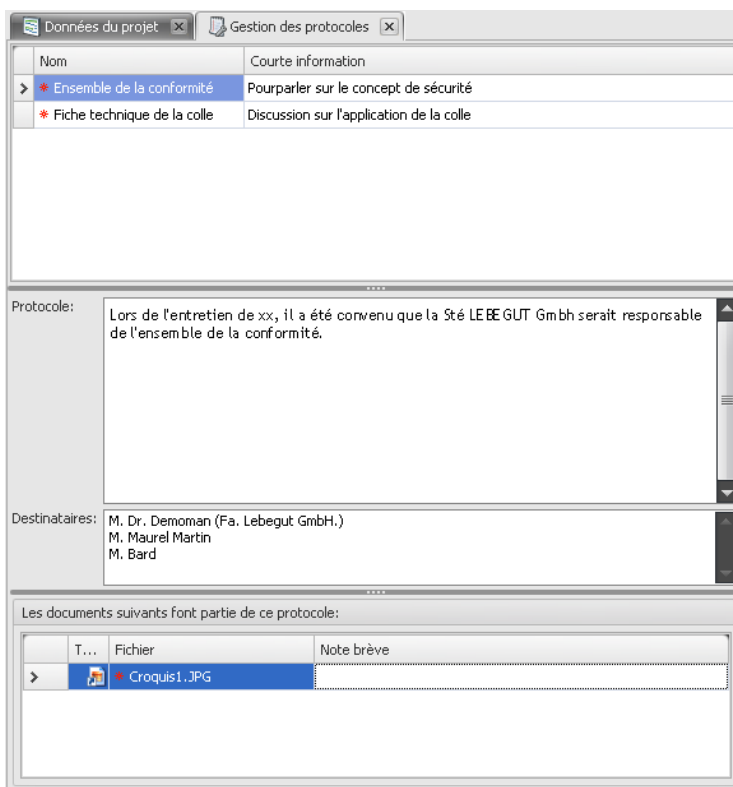 Données du projet
Gestion des protocoles
Nom Courte information
Ensemble de la conformité Pourparler sur le concept de sécurité
Fiche technique de la colle Discussion sur l'application de la colle
Protocole:
Lors de l'entretien de xx, il a été convenu que la Sté LEBEGUT Gmbh serait responsable
de l'ensemble de la conformité.
Destinataires:
M. Dr. Demoman (Fa. Lebegut GmbH.)
M. Maurel Martin
M. Bard
Les documents suivants font partie de ce protocole:
T... Fichier Note brève
Croquis1.JPG